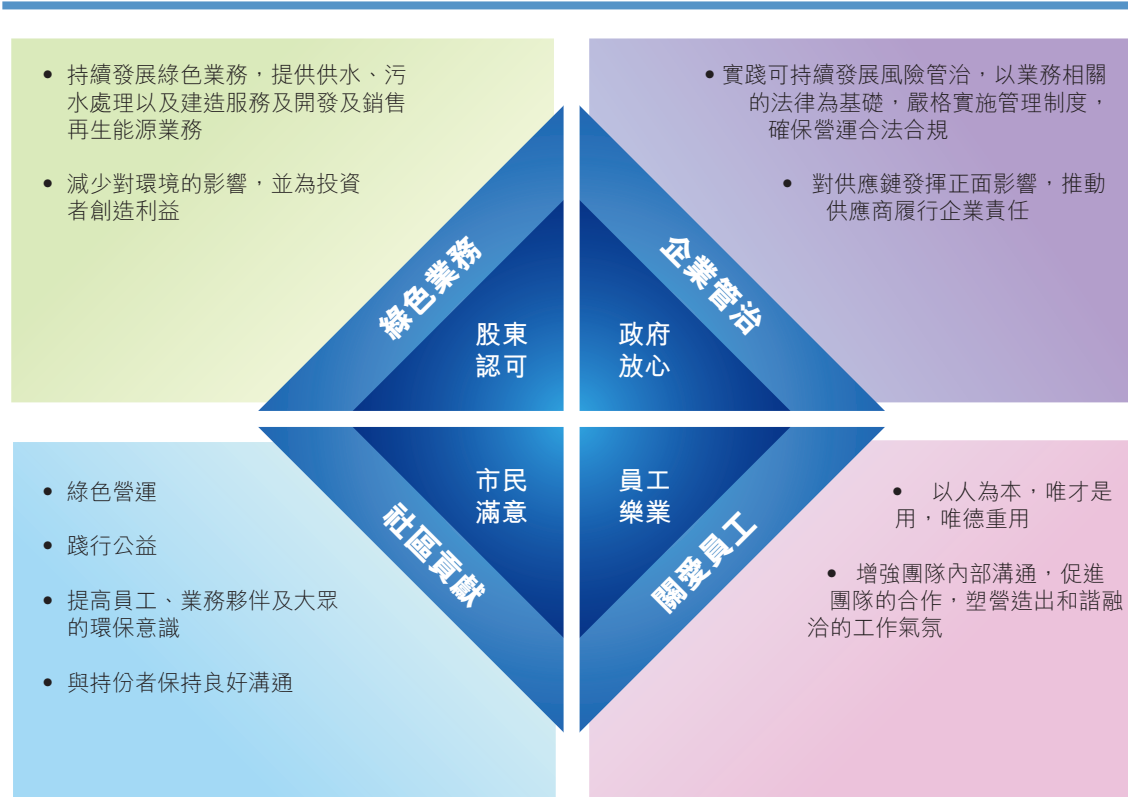 持續發展綠色業務，提供供水、污
水處理以及建造服務及開發及銷售
再生能源業務
減少對環境的影響，並為投資
者創造利益
綠色業務
股東
認可
實踐可持續發展風險管治，以業務相關
的法律為基礎，嚴格實施管理制度，
確保營運合法合規
對供應鏈發揮正面影響，推動
供應商履行企業責任
企業管治
政府
放心
綠色營運
踐行公益
提高員工、業務夥伴及大眾
的環保意識
與持份者保持良好溝通
社區貢獻
市民
滿意
以人為本，唯才是
用，唯德重用
增強團隊內部溝通，促進
團隊的合作，塑營造出和諧融
洽的工作氣氛
關愛員工
員工
樂業